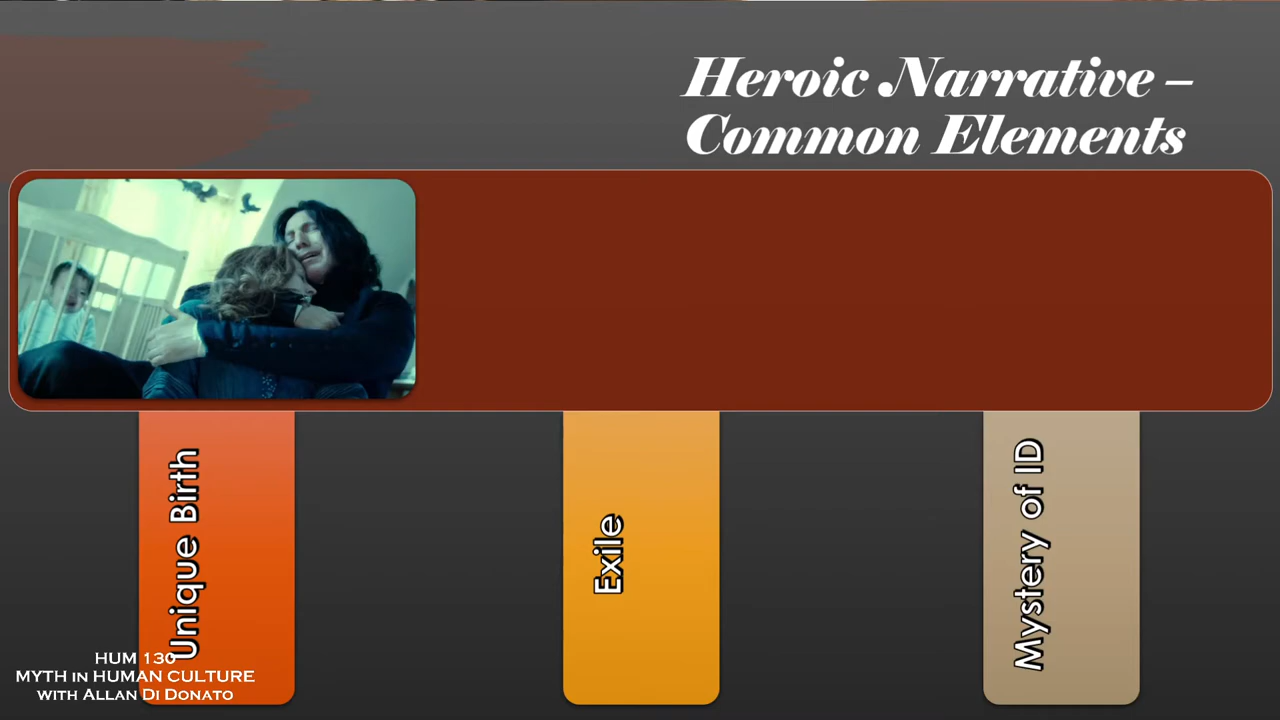 Heroic Narrative –
Common Elements
Unique Birth
Exile
Mystery of ID
HUM 130
MYTH in HUMAN CULTURE
WITH ALLAN DI DONATO